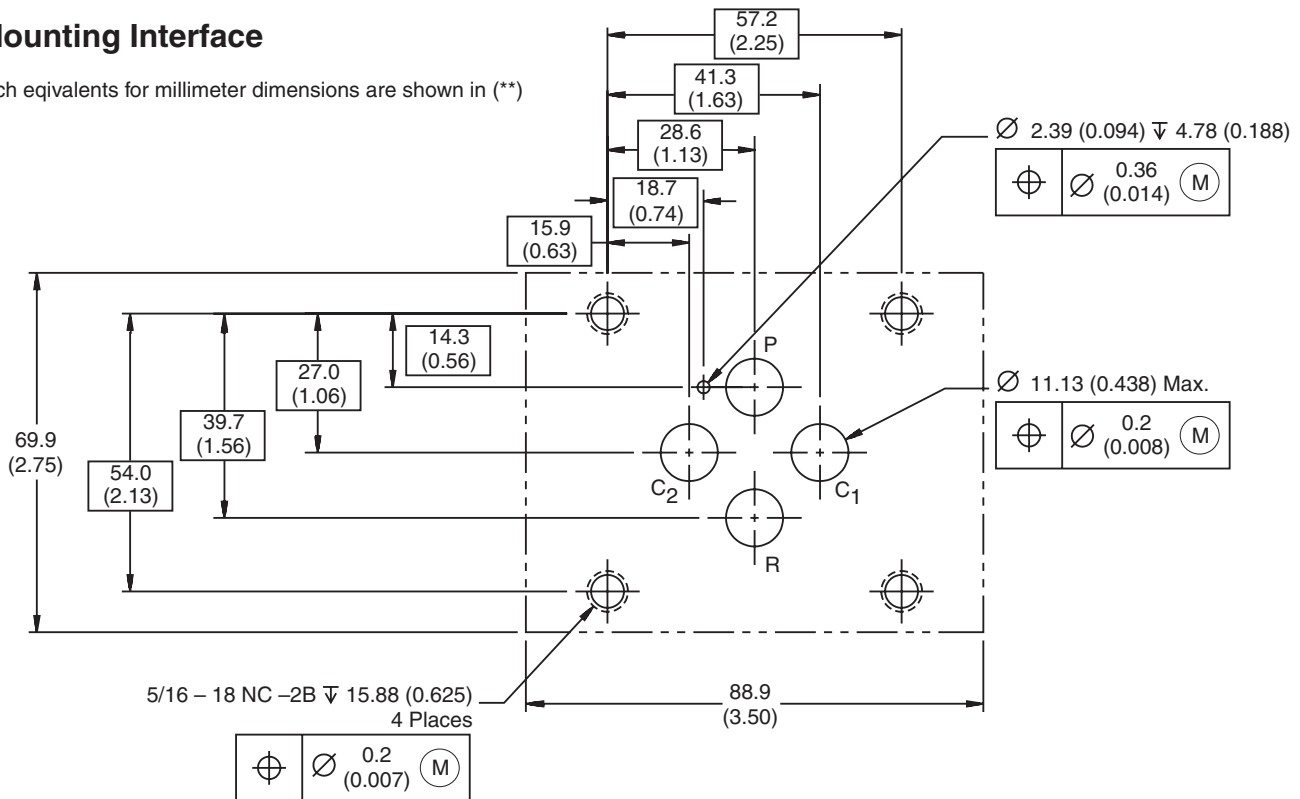 ounting Interface
ch eqivalents for millimeter dimensions are shown in (**)
57.2
(2.25)
41.3
(1.63)
28.6
(1.13)
18.7
(0.74)
15.9
(0.63)
⌀ 2.39 (0.094) ↧ 4.78 (0.188)
⌖ ⌀ 0.36
(0.014) Ⓜ
14.3
(0.56)
27.0
(1.06)
39.7
(1.56)
54.0
(2.13)
69.9
(2.75)
P
C2
C1
R
⌀ 11.13 (0.438) Max.
⌖ ⌀ 0.2
(0.008) Ⓜ
5/16 – 18 NC –2B ↧ 15.88 (0.625)
4 Places
⌖ ⌀ 0.2
(0.007) Ⓜ
88.9
(3.50)